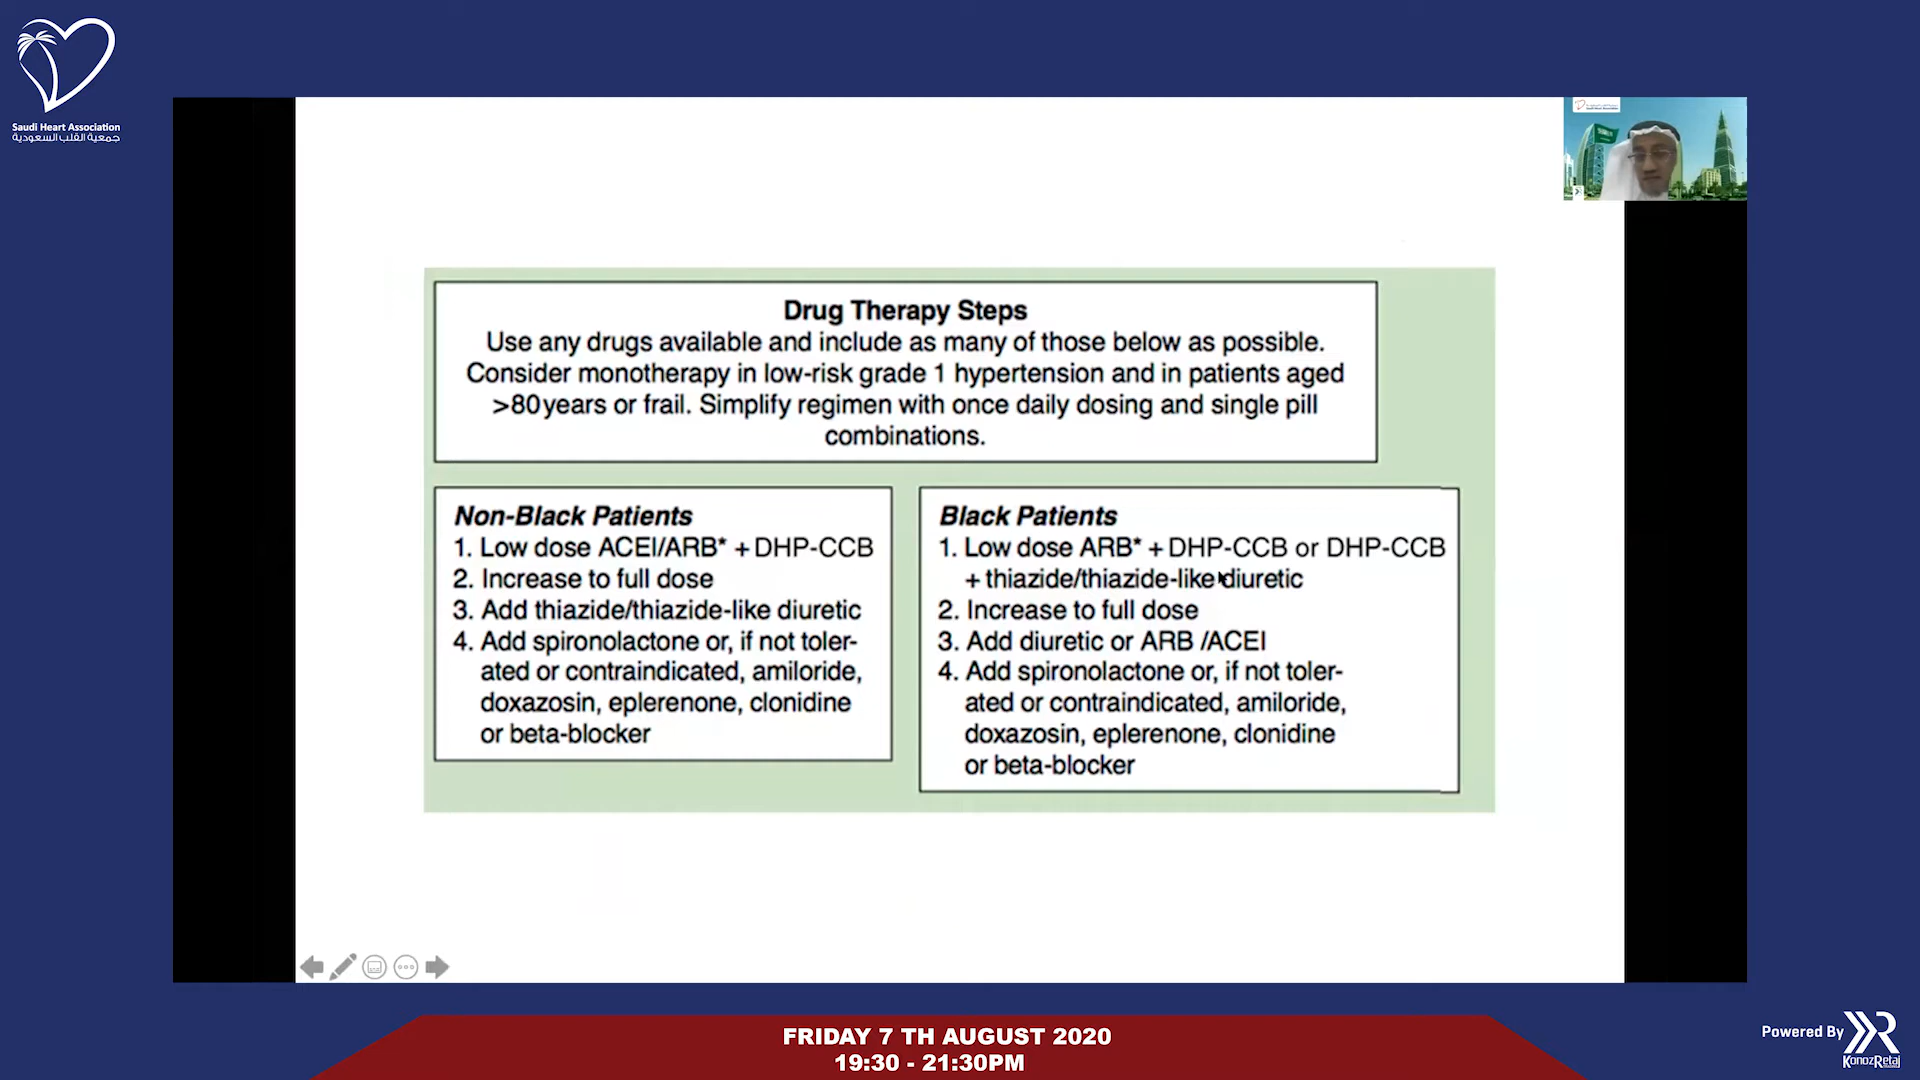 Saudi Heart Association
جمعية القلب السعودية
Drug Therapy Steps
Use any drugs available and include as many of those below as possible.
Consider monotherapy in low-risk grade 1 hypertension and in patients aged
>80 years or frail. Simplify regimen with once daily dosing and single pill
combinations.
Non-Black Patients
1. Low dose ACEI/ARB* + DHP-CCB
2. Increase to full dose
3. Add thiazide/thiazide-like diuretic
4. Add spironolactone or, if not toler-
ated or contraindicated, amiloride,
doxazosin, eplerenone, clonidine
or beta-blocker
Black Patients
1. Low dose ARB* + DHP-CCB or DHP-CCB
+ thiazide/thiazide-like diuretic
2. Increase to full dose
3. Add diuretic or ARB /ACEI
4. Add spironolactone or, if not toler-
ated or contraindicated, amiloride,
doxazosin, eplerenone, clonidine
or beta-blocker
FRIDAY 7 TH AUGUST 2020
19:30 - 21:30PM
Powered By
KonozRetaj